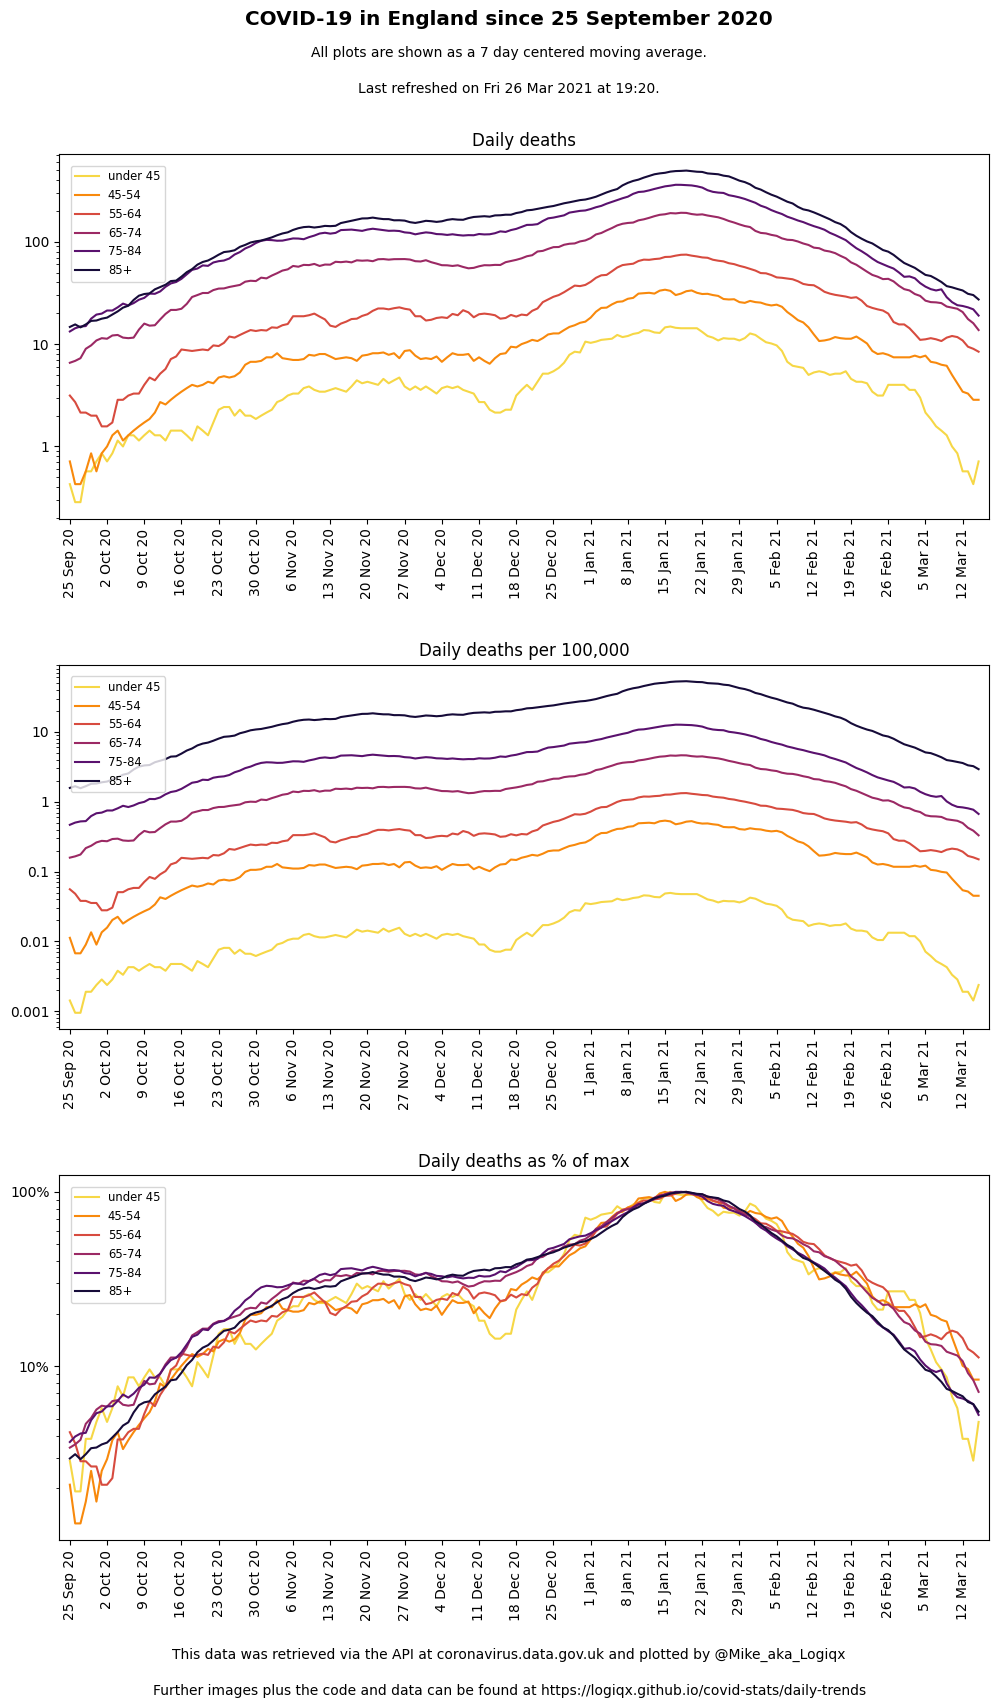 COVID-19 in England since 25 September 2020
All plots are shown as a 7 day centered moving average.
Last refreshed on Fri 26 Mar 2021 at 19:20.
Daily deaths
under 45
45-54
55-64
65-74
75-84
85+
100
10
1
25 Sep 20
2 Oct 20
9 Oct 20
16 Oct 20
23 Oct 20
30 Oct 20
6 Nov 20
13 Nov 20
20 Nov 20
27 Nov 20
4 Dec 20
11 Dec 20
18 Dec 20
25 Dec 20
1 Jan 21
8 Jan 21
15 Jan 21
22 Jan 21
29 Jan 21
5 Feb 21
12 Feb 21
19 Feb 21
26 Feb 21
5 Mar 21
12 Mar 21
Daily deaths per 100,000
under 45
45-54
55-64
65-74
75-84
85+
10
1
0.1
0.01
0.001
25 Sep 20
2 Oct 20
9 Oct 20
16 Oct 20
23 Oct 20
30 Oct 20
6 Nov 20
13 Nov 20
20 Nov 20
27 Nov 20
4 Dec 20
11 Dec 20
18 Dec 20
25 Dec 20
1 Jan 21
8 Jan 21
15 Jan 21
22 Jan 21
29 Jan 21
5 Feb 21
12 Feb 21
19 Feb 21
26 Feb 21
5 Mar 21
12 Mar 21
Daily deaths as % of max
under 45
45-54
55-64
65-74
75-84
85+
100%
10%
25 Sep 20
2 Oct 20
9 Oct 20
16 Oct 20
23 Oct 20
30 Oct 20
6 Nov 20
13 Nov 20
20 Nov 20
27 Nov 20
4 Dec 20
11 Dec 20
18 Dec 20
25 Dec 20
1 Jan 21
8 Jan 21
15 Jan 21
22 Jan 21
29 Jan 21
5 Feb 21
12 Feb 21
19 Feb 21
26 Feb 21
5 Mar 21
12 Mar 21
This data was retrieved via the API at coronavirus.data.gov.uk and plotted by @Mike_aka_Logiqx
Further images plus the code and data can be found at https://logiqx.github.io/covid-stats/daily-trends